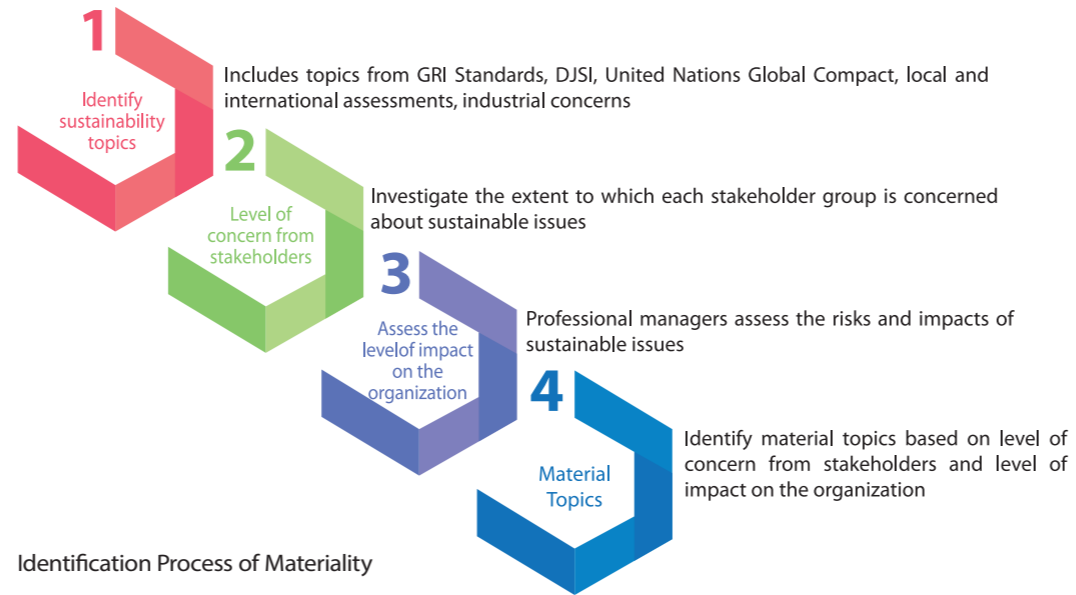 1
Identify
sustainability
topics
Includes topics from GRI Standards, DJSI, United Nations Global Compact, local and
international assessments, industrial concerns
2
Level of
concern from
stakeholders
Investigate the extent to which each stakeholder group is concerned
about sustainable issues
3
Assess the
levelof impact
on the
organization
Professional managers assess the risks and impacts of
sustainable issues
4
Material
Topics
Identify material topics based on level of
concern from stakeholders and level of
impact on the organization
Identification Process of Materiality